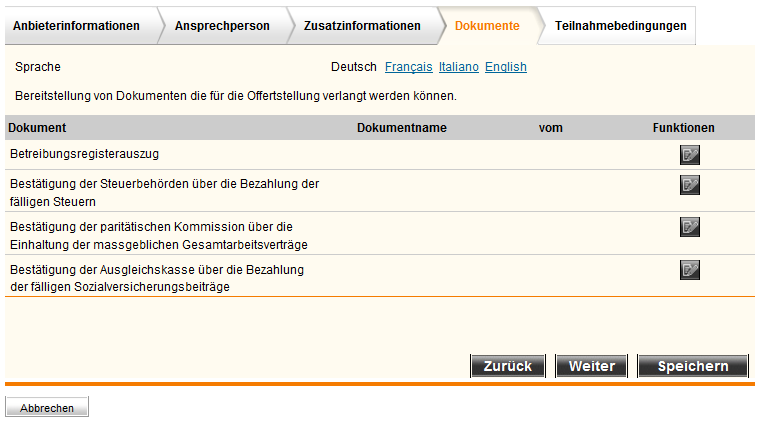 Anbieterinformationen Ansprechperson Zusatzinformationen Dokumente Teilnahmebedingungen
Sprache Deutsch Français Italiano English
Bereitstellung von Dokumenten die für die Offertstellung verlangt werden können.
Dokument Dokumentname vom Funktionen
Betreibungsregisterauszug
Bestätigung der Steuerbehörden über die Bezahlung der
fälligen Steuern
Bestätigung der paritätischen Kommission über die
Einhaltung der massgeblichen Gesamtarbeitsverträge
Bestätigung der Ausgleichskasse über die Bezahlung
der fälligen Sozialversicherungsbeiträge
Zurück Weiter Speichern
Abbrechen